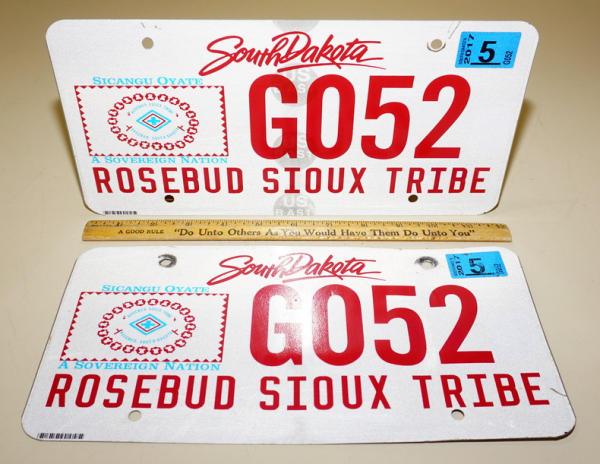 South Dakota
2017
5
G052
SICANGU OYATE
G052
A SOVEREIGN NATION
ROSEBUD SIOUX TRIBE
A GOOD RULE "Do Unto Others As You Would Have Them Do Unto You"
South Dakota
2017
5
SICANGU OYATE
G052
A SOVEREIGN NATION
ROSEBUD SIOUX TRIBE